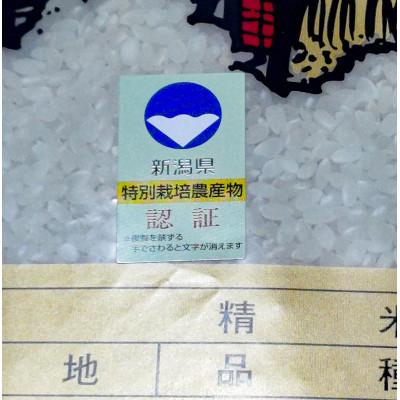 新潟県
特別栽培農産物
認証
※複製を禁ずる
手でさわると文字が消えます
精 米
地 品 種